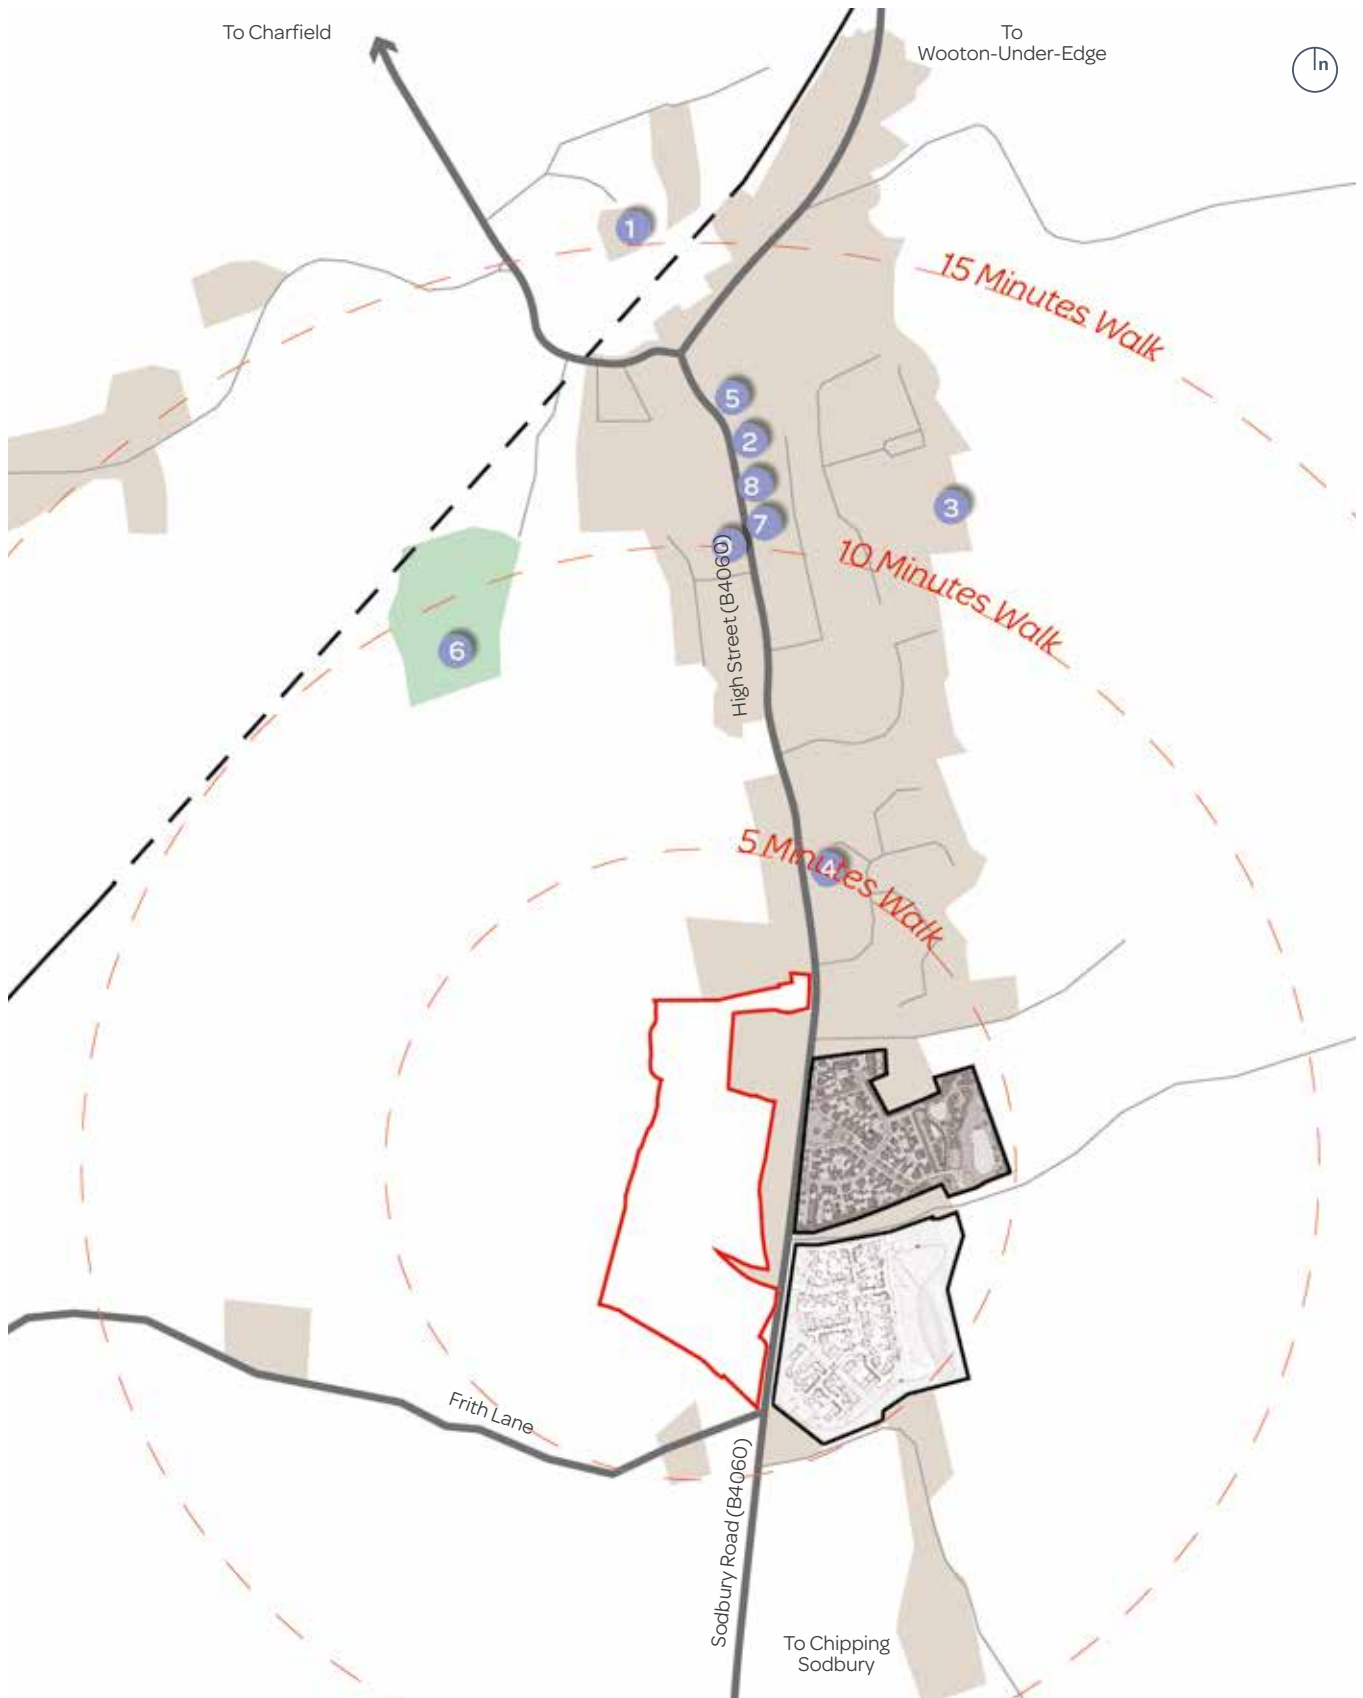 To Charfield
To
Wooton-Under-Edge
n
1
15 Minutes Walk
5
2
8
3
7
9
10 Minutes Walk
High Street (B4060)
6
5 Minutes Walk
4
Frith Lane
Sodbury Road (B4060)
To Chipping
Sodbury